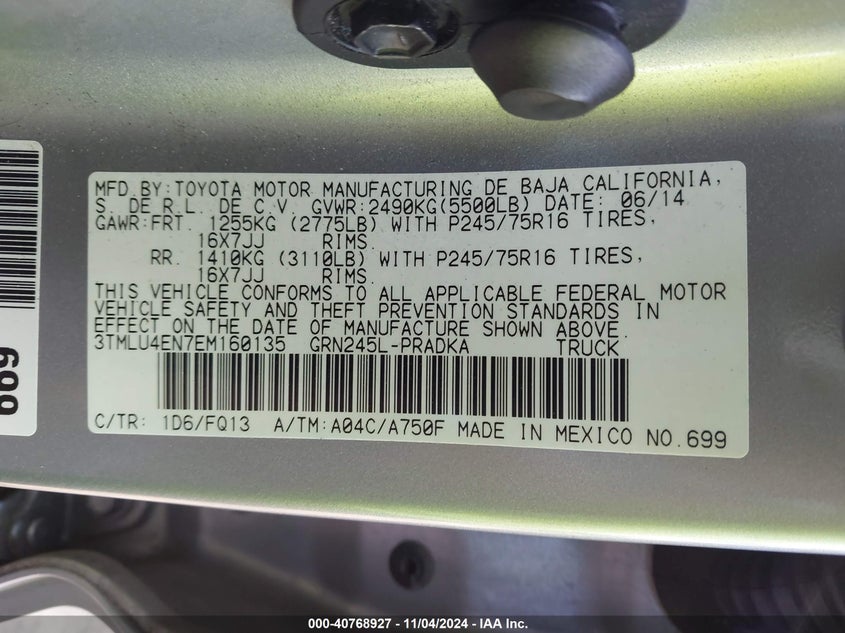 MFD.BY:TOYOTA MOTOR MANUFACTURING DE BAJA CALIFORNIA,
S. DE R.L. DE C.V. GVWR:2490KG(5500LB) DATE: 06/14
GAWR:FRT. 1255KG (2775LB) WITH P245/75R16 TIRES,
16X7JJ RIMS.
RR. 1410KG (3110LB) WITH P245/75R16 TIRES,
16X7JJ RIMS.
THIS VEHICLE CONFORMS TO ALL APPLICABLE FEDERAL MOTOR
VEHICLE SAFETY AND THEFT PREVENTION STANDARDS IN
EFFECT ON THE DATE OF MANUFACTURE SHOWN ABOVE.
3TMLU4EN7EM160135 GRN245L-PRADKA TRUCK
C/TR: 1D6/FQ13 A/TM:A04C/A750F MADE IN MEXICO NO.699
669
000-40768927 - 11/04/2024 - IAA Inc.